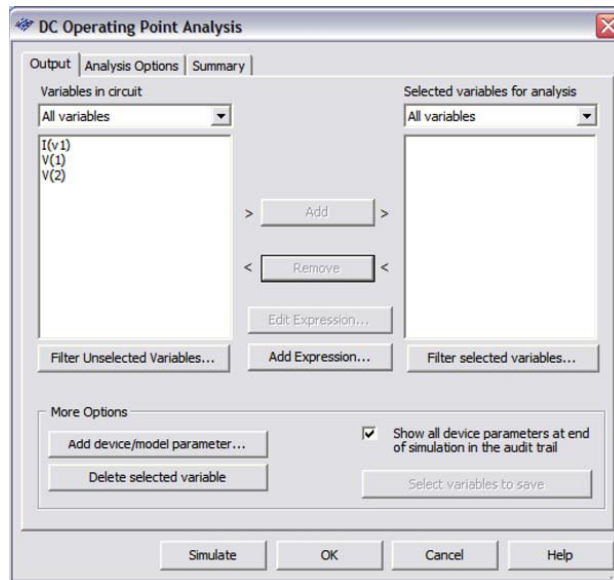 DC Operating Point Analysis
Output
Analysis Options
Summary
Variables in circuit
Selected variables for analysis
All variables
All variables
I(v1)
V(1)
V(2)
> Add >
< Remove <
Edit Expression...
Filter Unselected Variables...
Add Expression...
Filter selected variables...
More Options
Add device/model parameter...
Show all device parameters at end
of simulation in the audit trail
Delete selected variable
Select variables to save
Simulate
OK
Cancel
Help